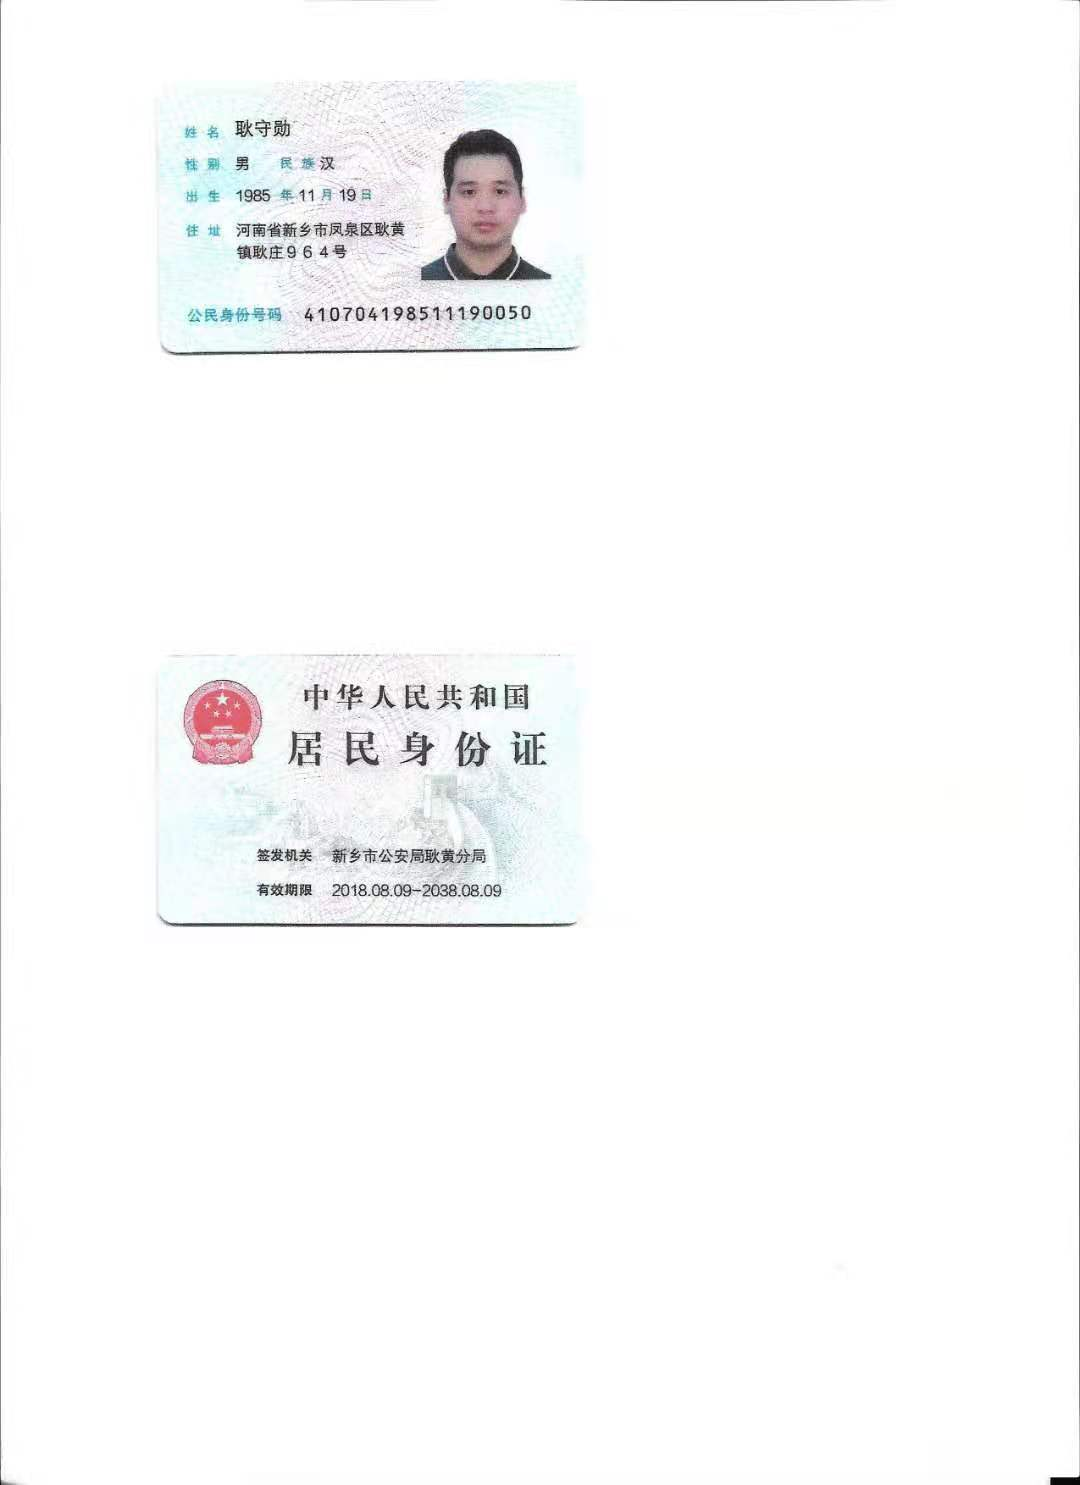 姓名 耿守勋
性别 男 民族 汉
出生 1985 年 11 月 19 日
住址 河南省新乡市凤泉区耿黄
镇耿庄964号
公民身份号码 410704198511190050
中华人民共和国
居民身份证
签发机关 新乡市公安局耿黄分局
有效期限 2018.08.09-2038.08.09